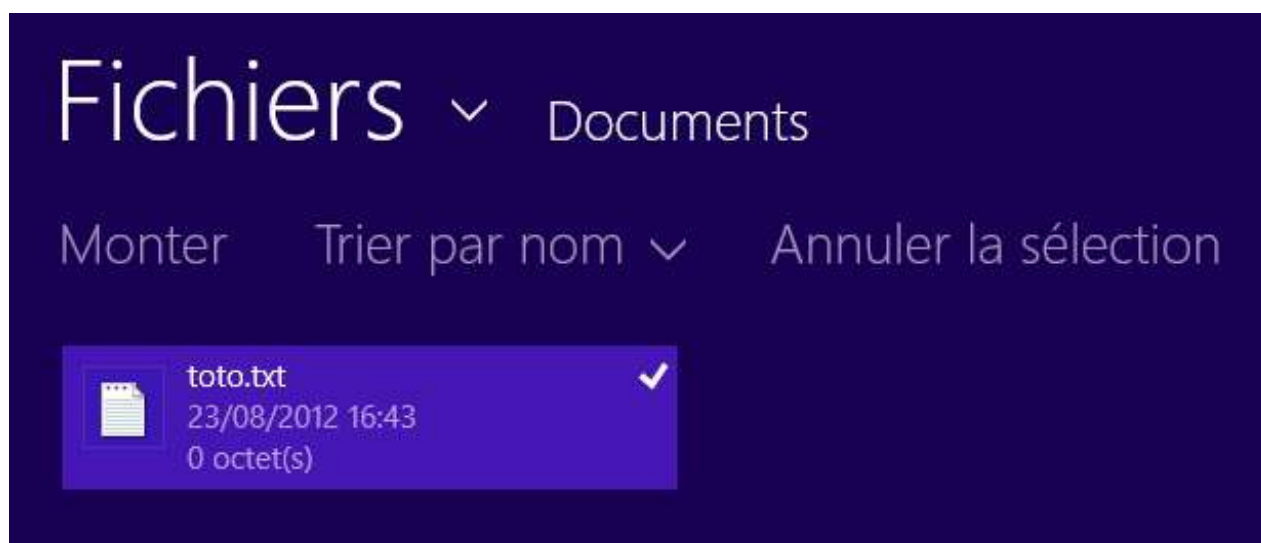 Fichiers Documents
Monter Trier par nom Annuler la sélection
toto.txt
23/08/2012 16:43
0 octet(s)